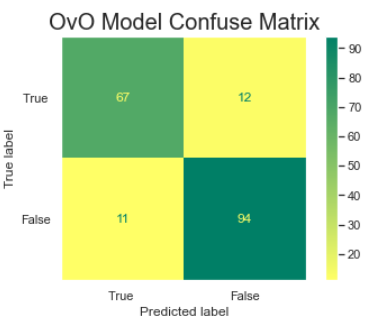 OvO Model Confuse Matrix
True label
True
67
12
False
11
94
True
False
Predicted label
90
80
70
60
50
40
30
20